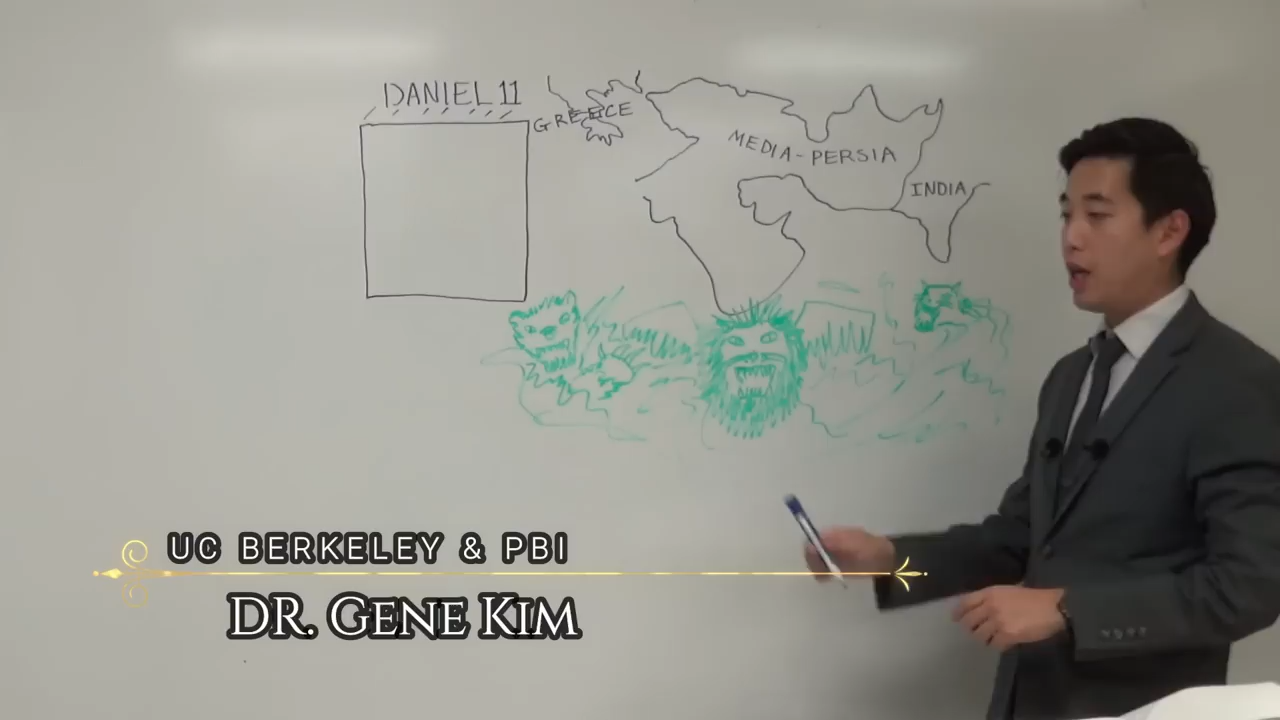 DANIEL 11
GREECE
MEDIA-PERSIA
INDIA
UC BERKELEY & PBI
DR. GENE KIM